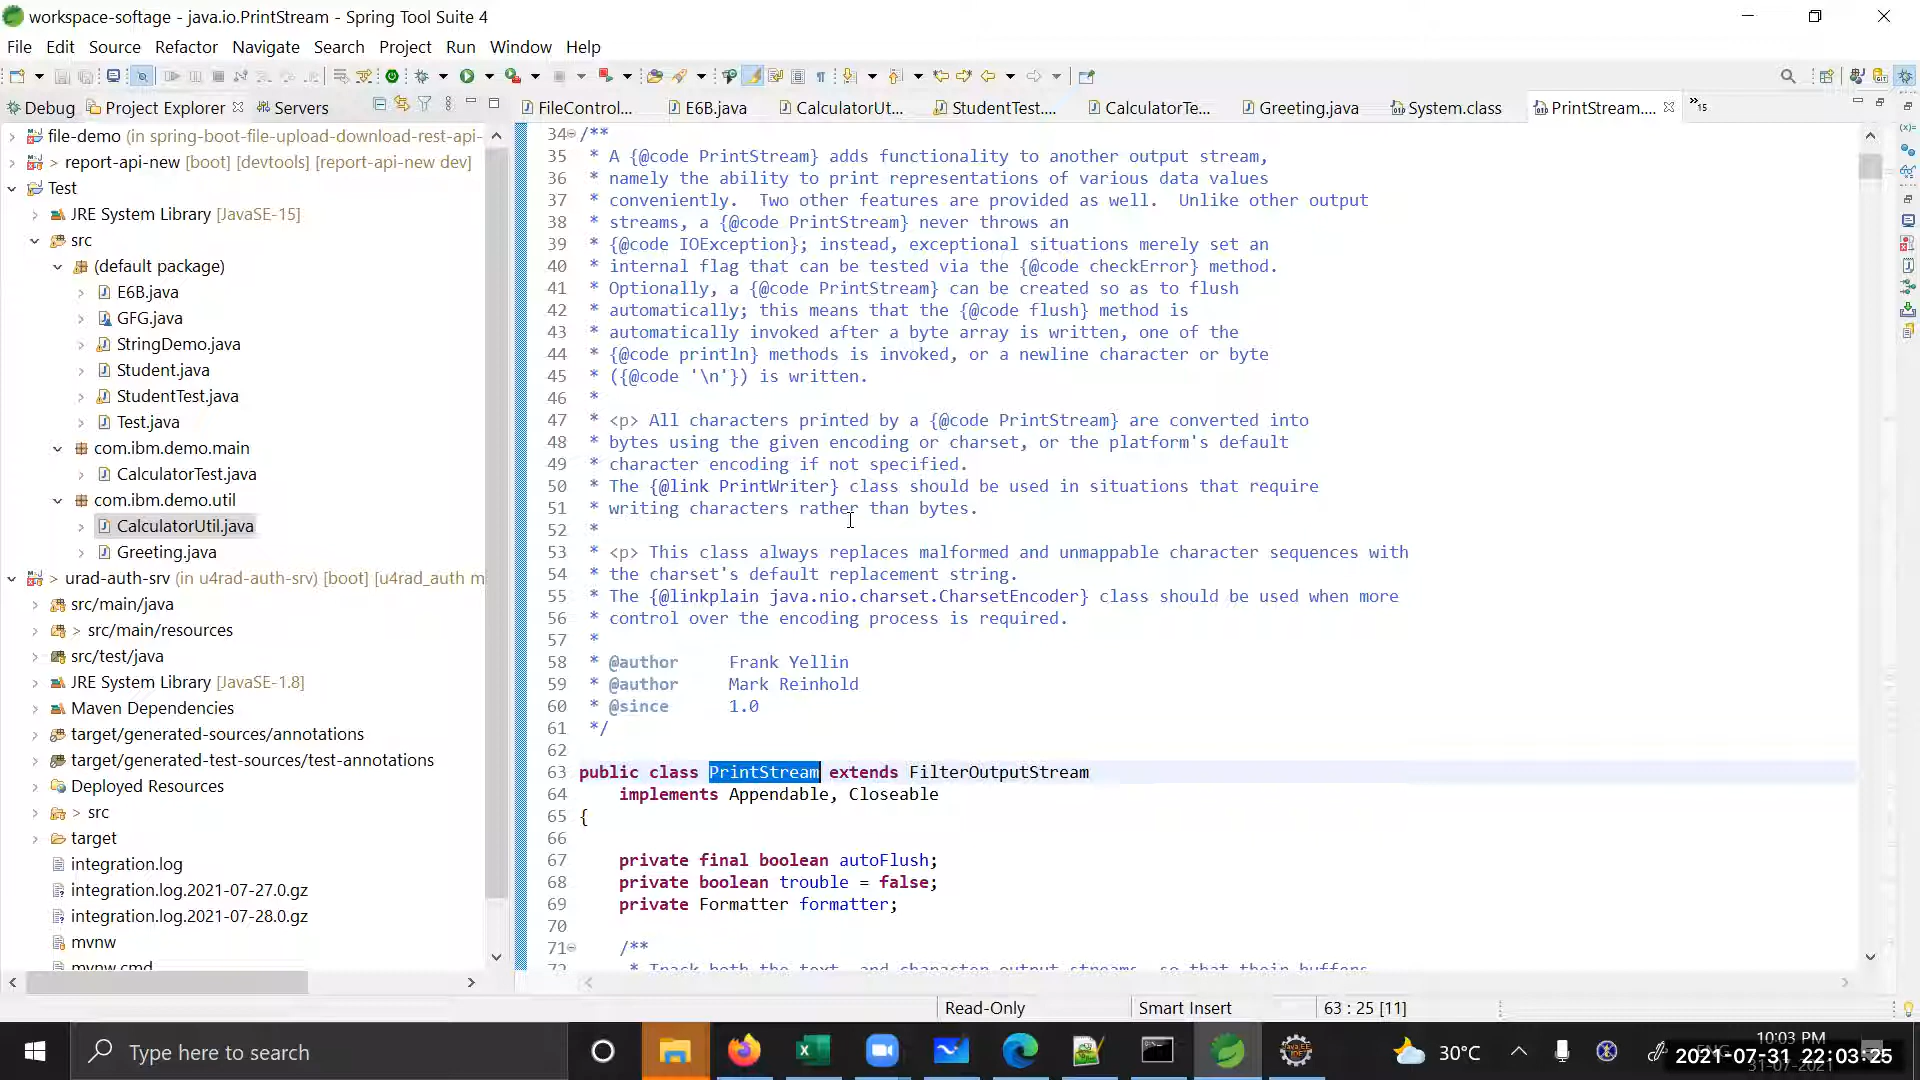 workspace-softage - java.io.PrintStream - Spring Tool Suite 4
File Edit Source Refactor Navigate Search Project Run Window Help
Debug Project Explorer Servers
FileControl... E6B.java CalculatorUt... StudentTest.... CalculatorTe... Greeting.java System.class PrintStream.... »15
file-demo (in spring-boot-file-upload-download-rest-api-
> report-api-new [boot] [devtools] [report-api-new dev]
Test
JRE System Library [JavaSE-15]
src
(default package)
E6B.java
GFG.java
StringDemo.java
Student.java
StudentTest.java
Test.java
com.ibm.demo.main
CalculatorTest.java
com.ibm.demo.util
CalculatorUtil.java
Greeting.java
> urad-auth-srv (in u4rad-auth-srv) [boot] [u4rad_auth m
src/main/java
> src/main/resources
src/test/java
JRE System Library [JavaSE-1.8]
Maven Dependencies
target/generated-sources/annotations
target/generated-test-sources/test-annotations
Deployed Resources
> src
target
integration.log
integration.log.2021-07-27.0.gz
integration.log.2021-07-28.0.gz
mvnw
mvnw.cmd
34 /**
35 * A {@code PrintStream} adds functionality to another output stream,
36 * namely the ability to print representations of various data values
37 * conveniently.  Two other features are provided as well.  Unlike other output
38 * streams, a {@code PrintStream} never throws an
39 * {@code IOException}; instead, exceptional situations merely set an
40 * internal flag that can be tested via the {@code checkError} method.
41 * Optionally, a {@code PrintStream} can be created so as to flush
42 * automatically; this means that the {@code flush} method is
43 * automatically invoked after a byte array is written, one of the
44 * {@code println} methods is invoked, or a newline character or byte
45 * ({@code '\n'}) is written.
46 *
47 * <p> All characters printed by a {@code PrintStream} are converted into
48 * bytes using the given encoding or charset, or the platform's default
49 * character encoding if not specified.
50 * The {@link PrintWriter} class should be used in situations that require
51 * writing characters rather than bytes.
52 *
53 * <p> This class always replaces malformed and unmappable character sequences with
54 * the charset's default replacement string.
55 * The {@linkplain java.nio.charset.CharsetEncoder} class should be used when more
56 * control over the encoding process is required.
57 *
58 * @author     Frank Yellin
59 * @author     Mark Reinhold
60 * @since      1.0
61 */
62
63 public class PrintStream extends FilterOutputStream
64 implements Appendable, Closeable
65 {
66
67 private final boolean autoFlush;
68 private boolean trouble = false;
69 private Formatter formatter;
70
71 /**
72 * Track both the text- and character-output streams, so that their buffers
Read-Only Smart Insert 63 : 25 [11]
Type here to search
30°C
10:03 PM
2021-07-31 22:03:25
31-07-2021